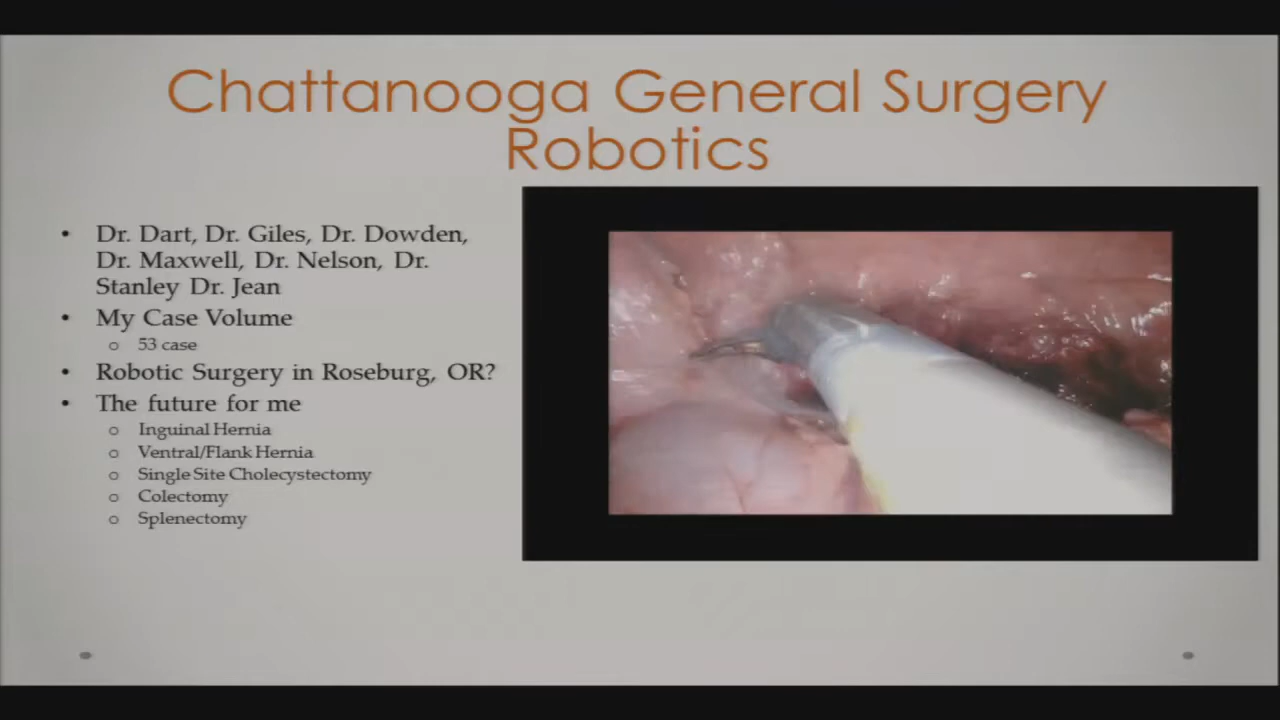 Chattanooga General Surgery
Robotics
• Dr. Dart, Dr. Giles, Dr. Dowden,
Dr. Maxwell, Dr. Nelson, Dr.
Stanley Dr. Jean
• My Case Volume
o 53 case
• Robotic Surgery in Roseburg, OR?
• The future for me
o Inguinal Hernia
o Ventral/Flank Hernia
o Single Site Cholecystectomy
o Colectomy
o Splenectomy